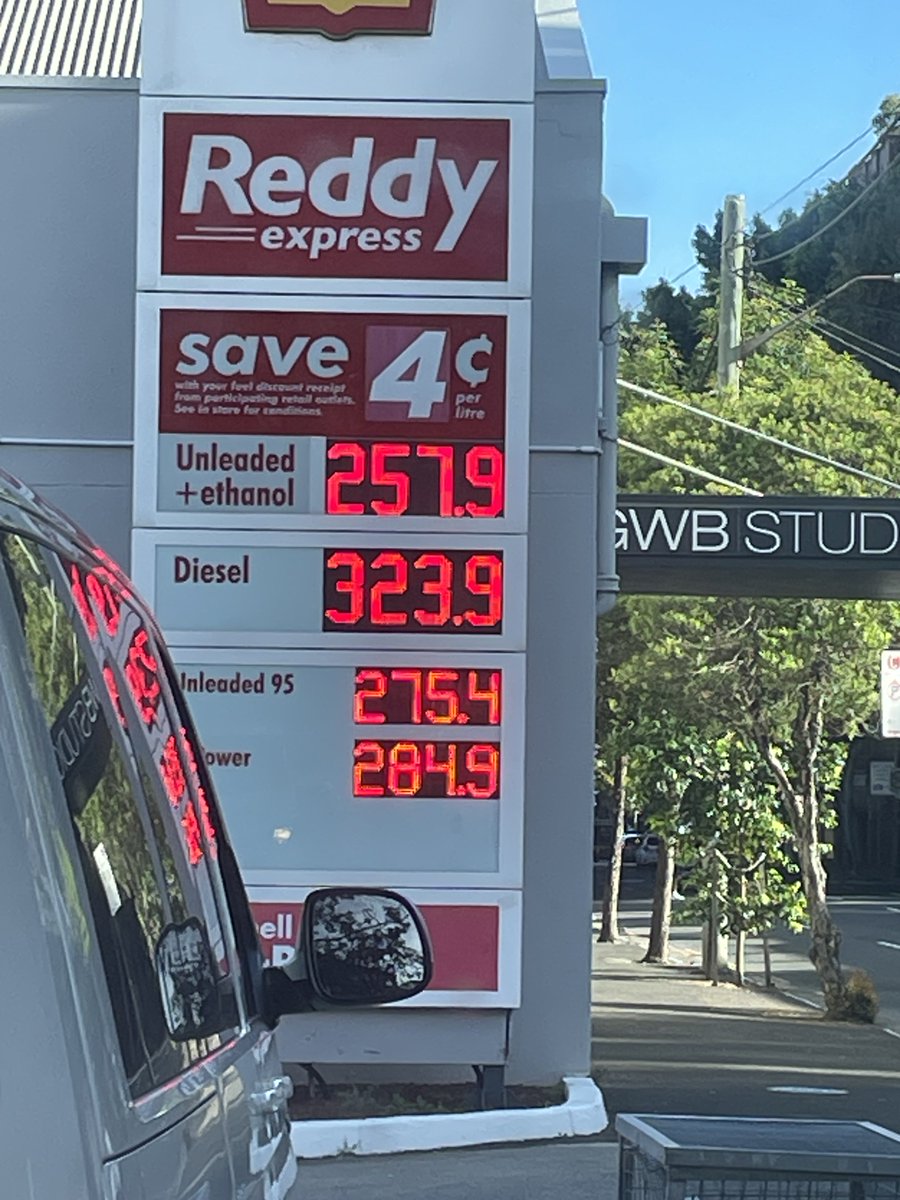 Reddy
express
save 4¢
with your fuel discount receipt
from participating retail outlets.
See in store for conditions.
per
litre
Unleaded
+ethanol
257.9
Diesel
323.9
Unleaded 95
275.4
ower
284.9
ell
GWB STUD